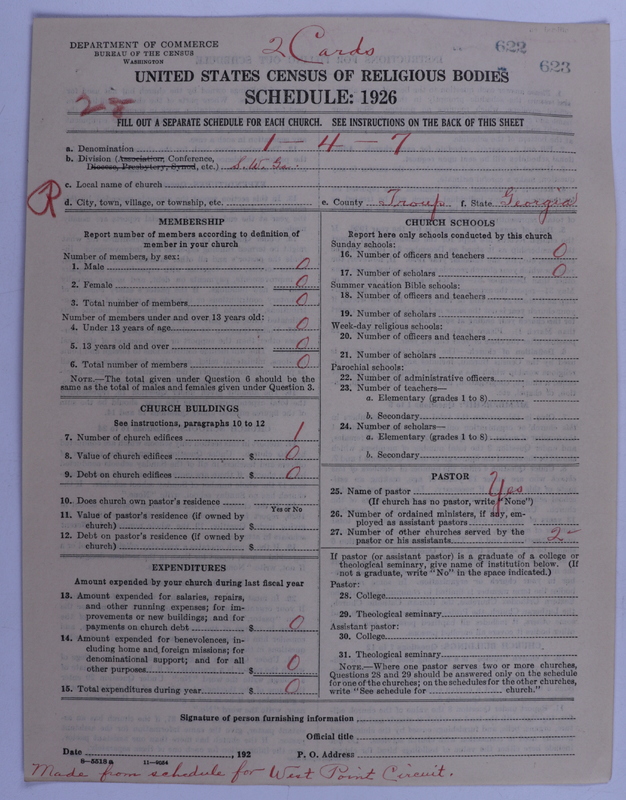 DEPARTMENT OF COMMERCE
BUREAU OF THE CENSUS
WASHINGTON
2 Cards
622
623
UNITED STATES CENSUS OF RELIGIOUS BODIES
SCHEDULE: 1926
FILL OUT A SEPARATE SCHEDULE FOR EACH CHURCH. SEE INSTRUCTIONS ON THE BACK OF THIS SHEET
a. Denomination 1-4-7
b. Division (Association, Conference,
Diocese, Presbytery, Synod, etc.) S.W. Ga.
c. Local name of church
R
d. City, town, village, or township, etc. e. County Troup f. State Georgia
MEMBERSHIP
Report number of members according to definition of
member in your church
Number of members, by sex:
1. Male 0
2. Female 0
3. Total number of members 0
Number of members under and over 13 years old:
4. Under 13 years of age 0
5. 13 years old and over 0
6. Total number of members 0
NOTE.—The total given under Question 6 should be the
same as the total of males and females given under Question 3.
CHURCH BUILDINGS
See instructions, paragraphs 10 to 12
7. Number of church edifices 1
8. Value of church edifices $ 0
9. Debt on church edifices $ 0
10. Does church own pastor's residence
Yes or No
11. Value of pastor's residence (if owned by
church) $
12. Debt on pastor's residence (if owned by
church) $
EXPENDITURES
Amount expended by your church during last fiscal year
13. Amount expended for salaries, repairs,
and other running expenses; for im-
provements or new buildings; and for
payments on church debt $ 0
14. Amount expended for benevolences, in-
cluding home and foreign missions; for
denominational support; and for all
other purposes $ 0
15. Total expenditures during year $ 0
CHURCH SCHOOLS
Report here only schools conducted by this church
Sunday schools:
16. Number of officers and teachers 0
17. Number of scholars 0
Summer vacation Bible schools:
18. Number of officers and teachers
19. Number of scholars
Week-day religious schools:
20. Number of officers and teachers
21. Number of scholars
Parochial schools:
22. Number of administrative officers
23. Number of teachers—
a. Elementary (grades 1 to 8)
b. Secondary
24. Number of scholars—
a. Elementary (grades 1 to 8)
b. Secondary
PASTOR
25. Name of pastor Yes
(If church has no pastor, write "None")
26. Number of ordained ministers, if any, em-
ployed as assistant pastors
27. Number of other churches served by the
pastor or his assistants 2
If pastor (or assistant pastor) is a graduate of a college or
theological seminary, give name of institution below. (If
not a graduate, write "No" in the space indicated.)
Pastor:
28. College
29. Theological seminary
Assistant pastor:
30. College
31. Theological seminary
NOTE.—Where one pastor serves two or more churches,
Questions 28 and 29 should be answered only on the schedule
for one of the churches; on the schedules for the other churches,
write "See schedule for church."
Signature of person furnishing information
Official title
Date , 192 P. O. Address
8—5518 a 11—8034
Made from schedule for West Point Circuit.